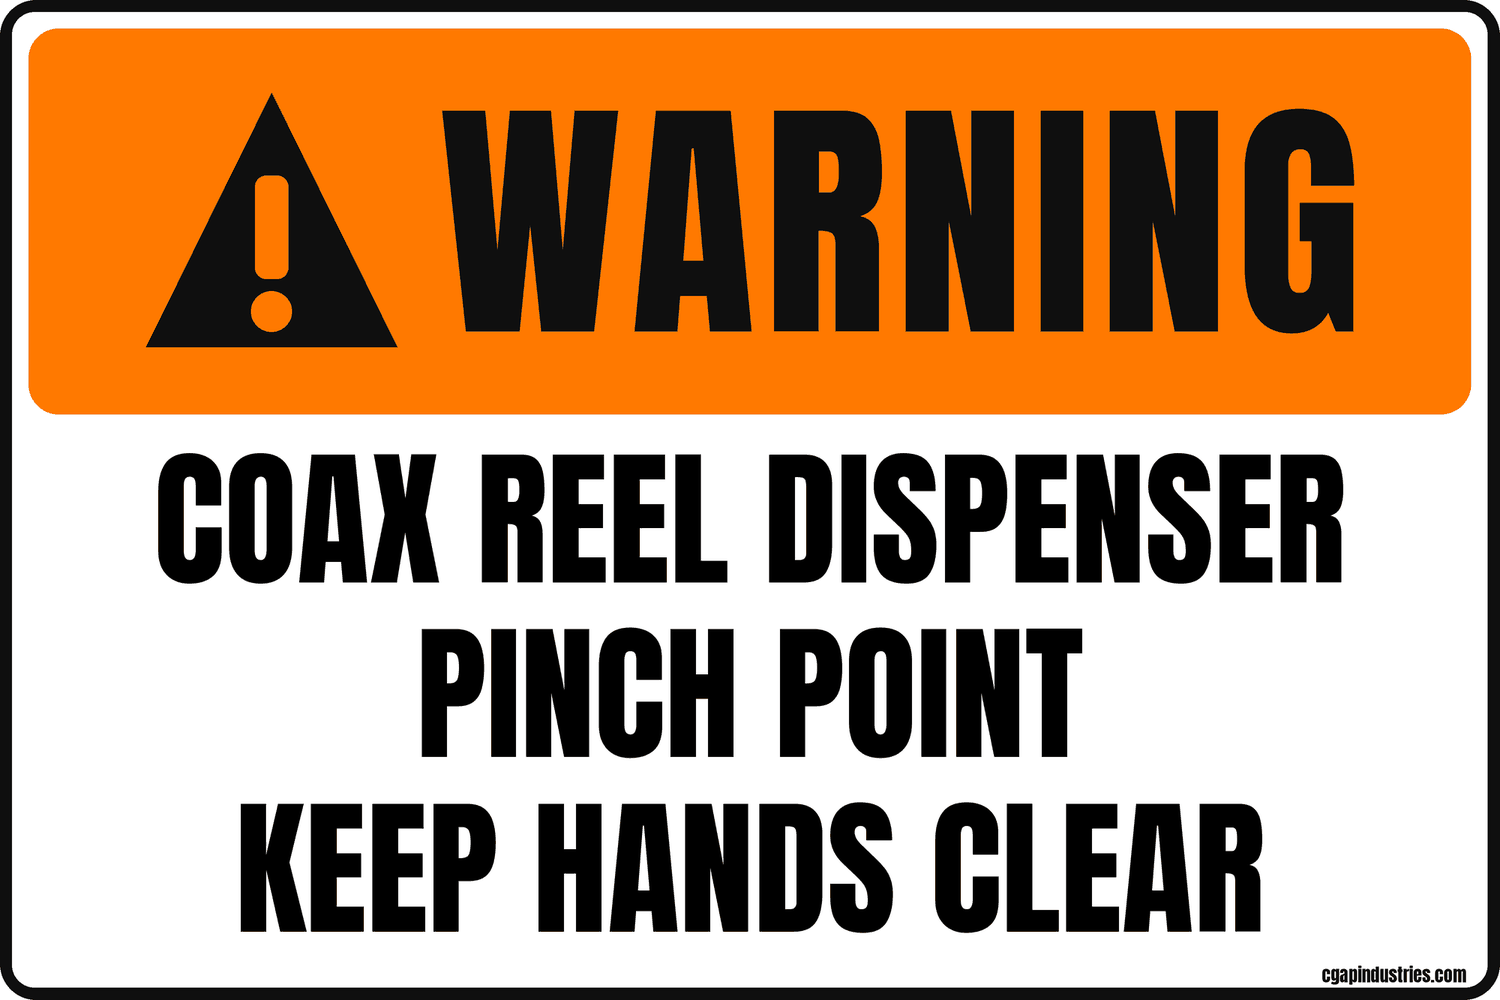 WARNING
COAX REEL DISPENSER
PINCH POINT
KEEP HANDS CLEAR
cgapindustries.com